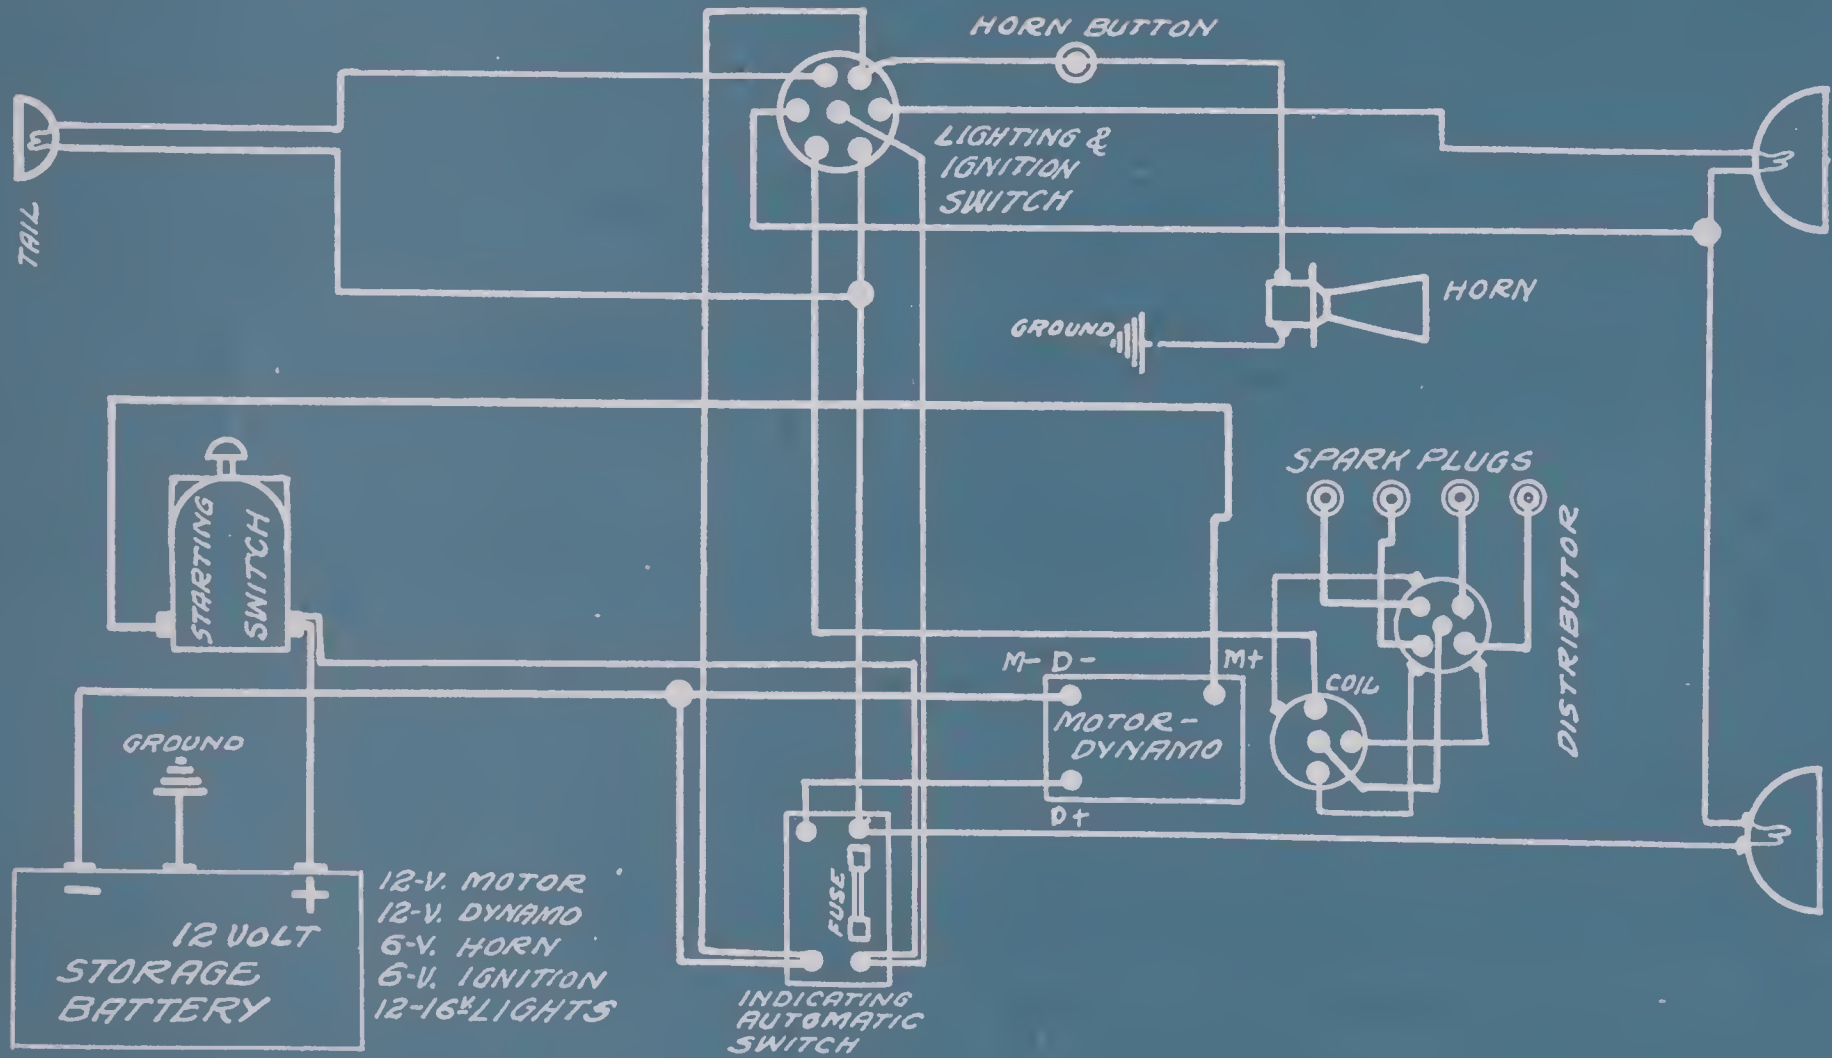 HORN BUTTON
LIGHTING &
IGNITION
SWITCH
TAIL
HORN
GROUND
SPARK PLUGS
STARTING
SWITCH
DISTRIBUTOR
M- D-
M+
COIL
MOTOR-
DYNAMO
D+
GROUND
FUSE
-
+
12 VOLT
STORAGE
BATTERY
12-V. MOTOR
12-V. DYNAMO
6-V. HORN
6-V. IGNITION
12-16V LIGHTS
INDICATING
AUTOMATIC
SWITCH